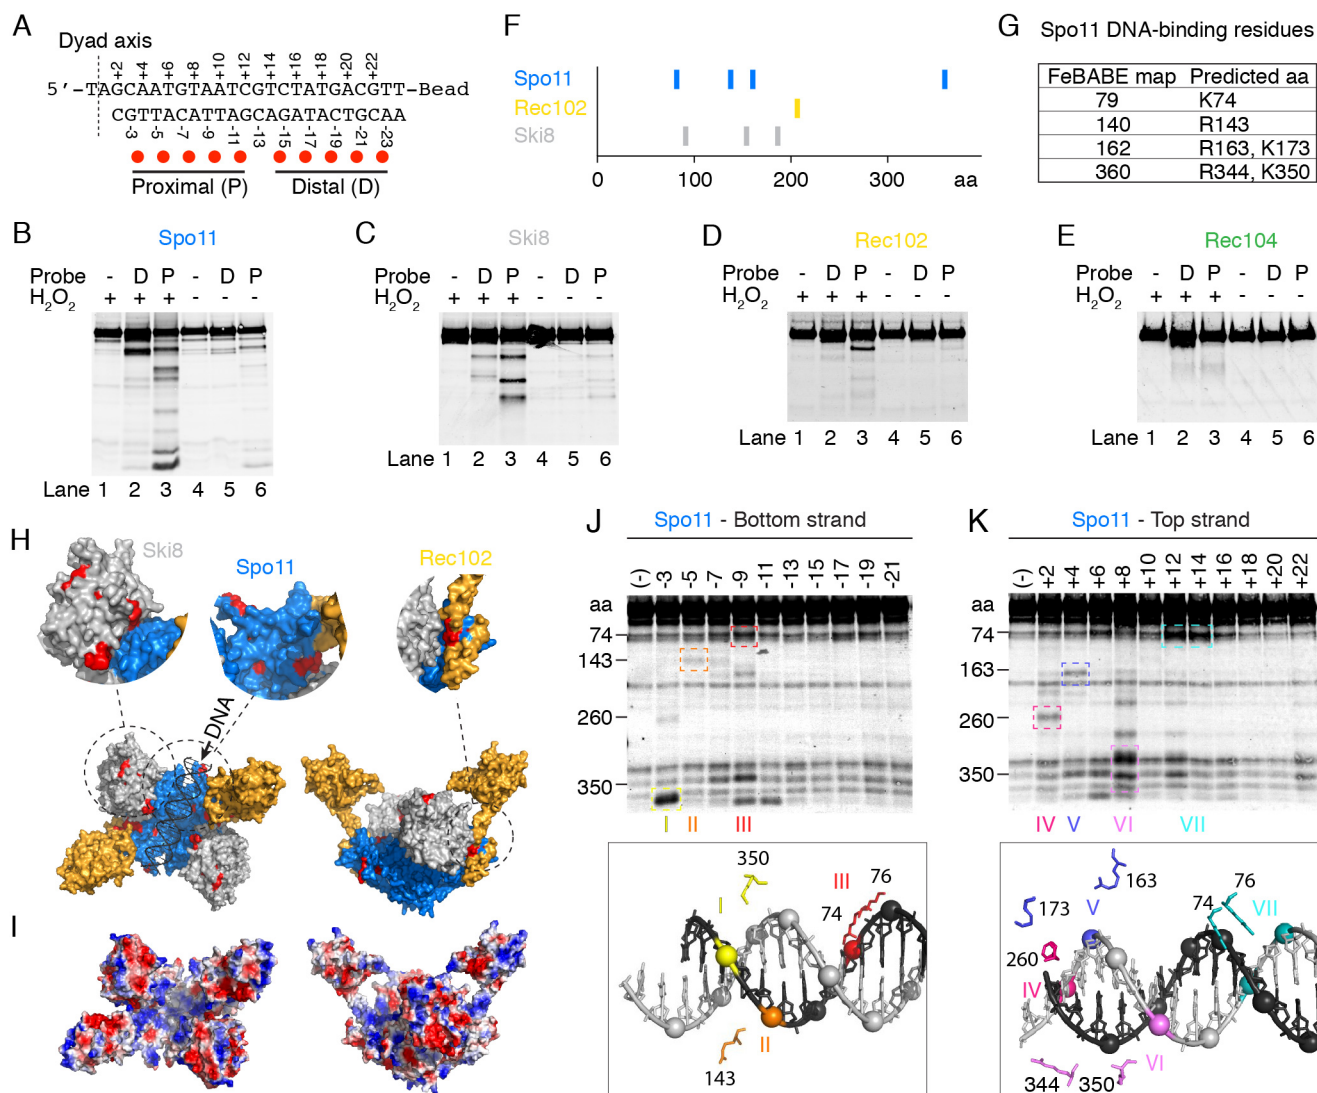 A
Dyad axis
+2 +4 +6 +8 +10 +12 +14 +16 +18 +20 +22
5′-TAGCAATGTAATCGTCTATGACGTT-Bead
CGTTACATTAGCAGATACTGCAA
-3 -5 -7 -9 -11 -13 -15 -17 -19 -21 -23
Proximal (P) Distal (D)
F
Spo11
Rec102
Ski8
0 100 200 300 aa
G Spo11 DNA-binding residues
FeBABE map Predicted aa
79 K74
140 R143
162 R163, K173
360 R344, K350
B
Spo11
Probe - D P - D P
H2O2 + + + - - -
Lane 1 2 3 4 5 6
C
Ski8
Probe - D P - D P
H2O2 + + + - - -
Lane 1 2 3 4 5 6
D
Rec102
Probe - D P - D P
H2O2 + + + - - -
Lane 1 2 3 4 5 6
E
Rec104
Probe - D P - D P
H2O2 + + + - - -
Lane 1 2 3 4 5 6
H
Ski8
Spo11
Rec102
DNA
I
J
Spo11 - Bottom strand
(-) -3 -5 -7 -9 -11 -13 -15 -17 -19 -21
aa
74
143
260
350
I II III
350
I
III
76
74
II
143
K
Spo11 - Top strand
(-) +2 +4 +6 +8 +10 +12 +14 +16 +18 +20 +22
aa
74
163
260
350
IV V VI VII
163
173
V
76
74
VII
260
IV
VI
344 350